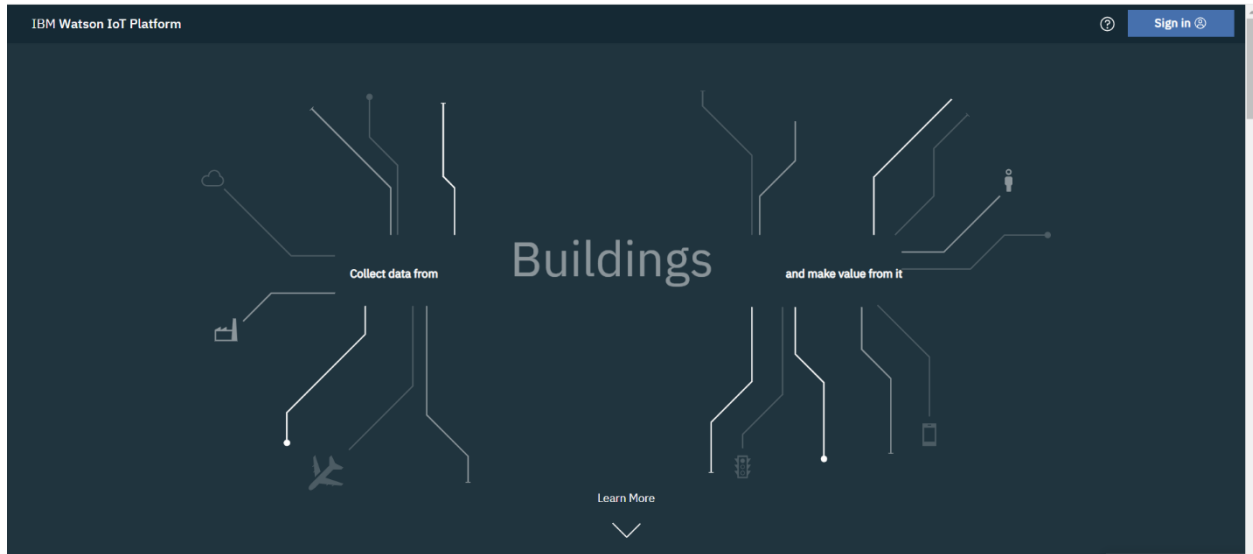 IBM Watson IoT Platform
Sign in
Collect data from
Buildings
and make value from it
Learn More